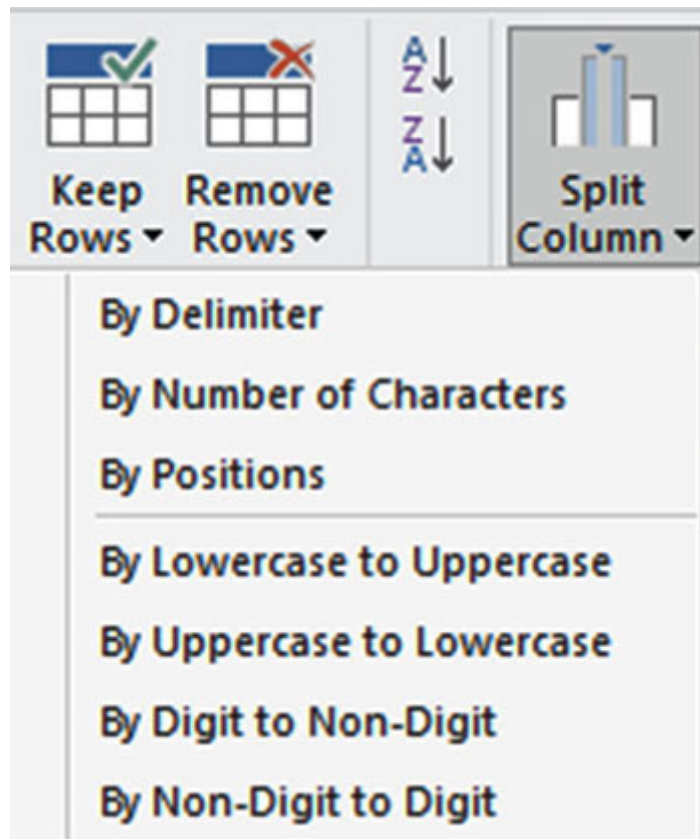 Keep
Rows
Remove
Rows
A
Z
Z
A
Split
Column
By Delimiter
By Number of Characters
By Positions
By Lowercase to Uppercase
By Uppercase to Lowercase
By Digit to Non-Digit
By Non-Digit to Digit